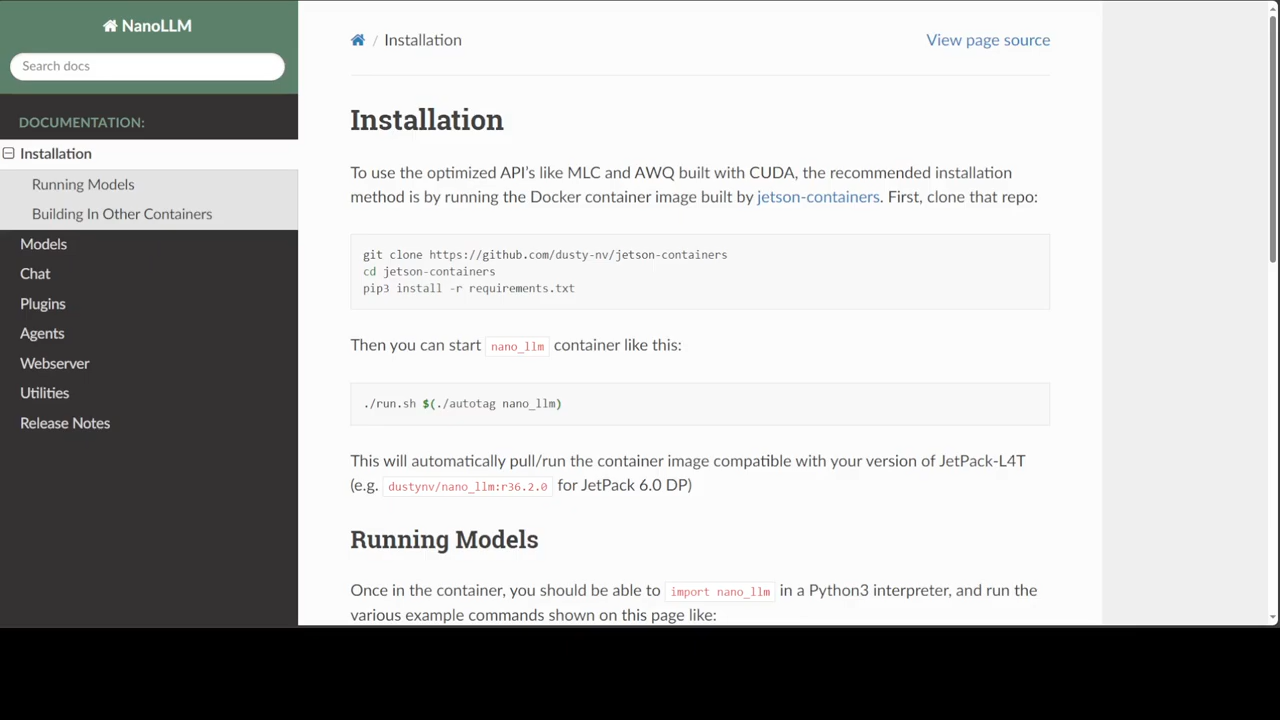 NanoLLM
Search docs
DOCUMENTATION:
Installation
Running Models
Building In Other Containers
Models
Chat
Plugins
Agents
Webserver
Utilities
Release Notes
/ Installation
View page source
Installation
To use the optimized API's like MLC and AWQ built with CUDA, the recommended installation
method is by running the Docker container image built by jetson-containers. First, clone that repo:
git clone https://github.com/dusty-nv/jetson-containers
cd jetson-containers
pip3 install -r requirements.txt
Then you can start nano_llm container like this:
./run.sh $(./autotag nano_llm)
This will automatically pull/run the container image compatible with your version of JetPack-L4T
(e.g. dustynv/nano_llm:r36.2.0 for JetPack 6.0 DP)
Running Models
Once in the container, you should be able to import nano_llm in a Python3 interpreter, and run the
various example commands shown on this page like: